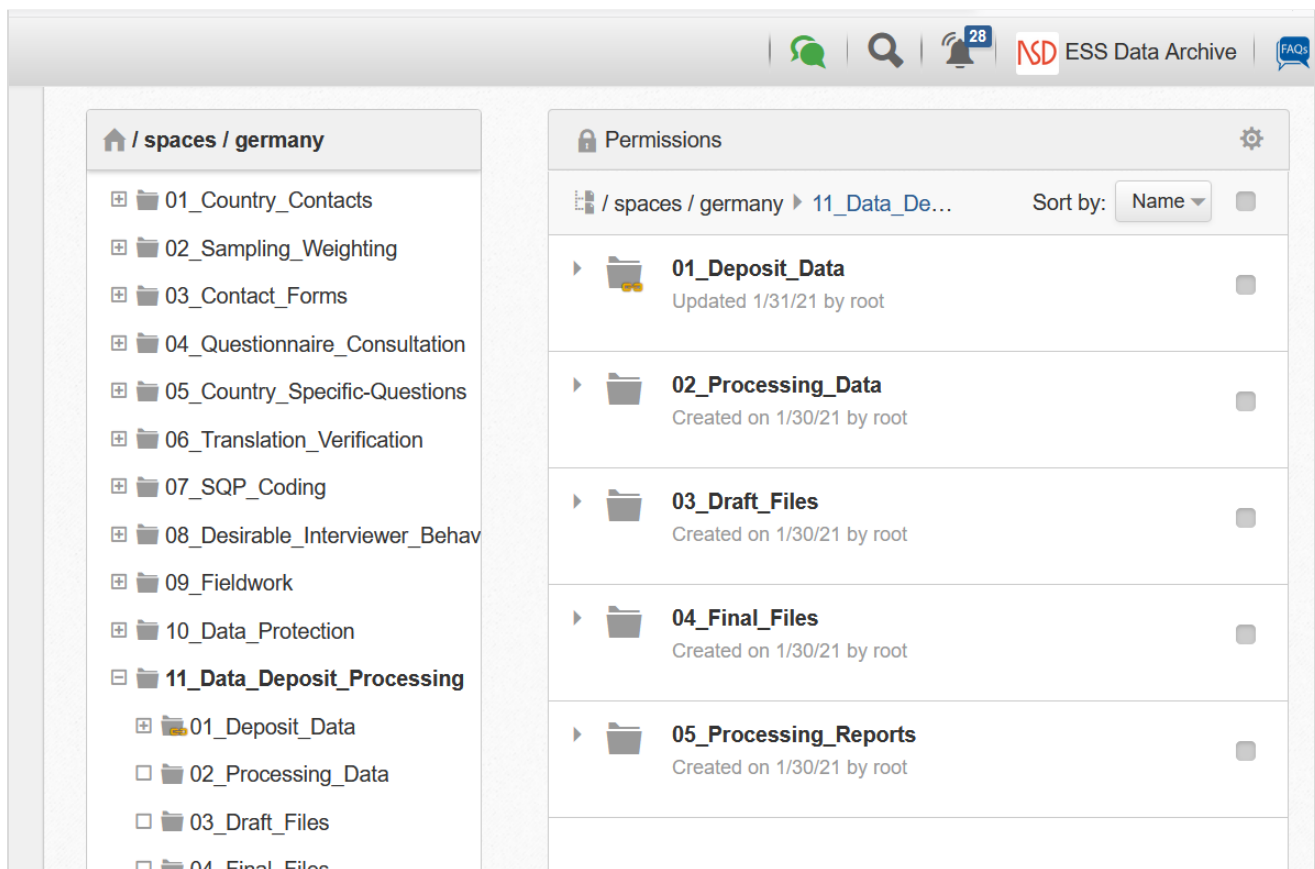 28
NSD ESS Data Archive
FAQs
/ spaces / germany
01_Country_Contacts
02_Sampling_Weighting
03_Contact_Forms
04_Questionnaire_Consultation
05_Country_Specific-Questions
06_Translation_Verification
07_SQP_Coding
08_Desirable_Interviewer_Behav
09_Fieldwork
10_Data_Protection
11_Data_Deposit_Processing
01_Deposit_Data
02_Processing_Data
03_Draft_Files
04_Final_Files
Permissions
/ spaces / germany 11_Data_De…
Sort by: Name
01_Deposit_Data
Updated 1/31/21 by root
02_Processing_Data
Created on 1/30/21 by root
03_Draft_Files
Created on 1/30/21 by root
04_Final_Files
Created on 1/30/21 by root
05_Processing_Reports
Created on 1/30/21 by root